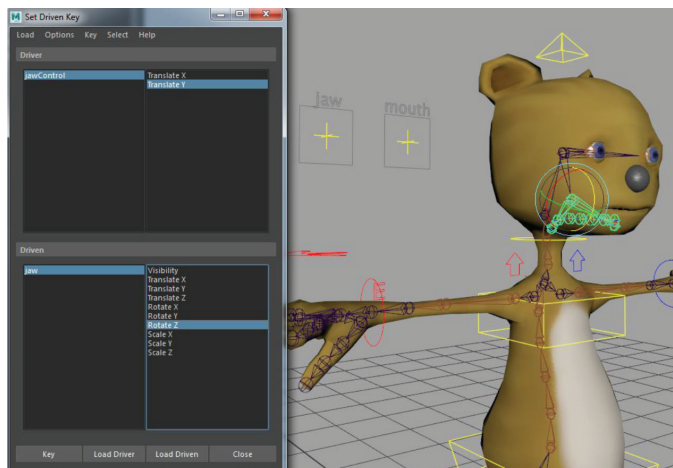 Set Driven Key
Load Options Key Select Help
Driver
jawControl
Translate X
Translate Y
Driven
jaw
Visibility
Translate X
Translate Y
Translate Z
Rotate X
Rotate Y
Rotate Z
Scale X
Scale Y
Scale Z
Key Load Driver Load Driven Close
jaw
mouth